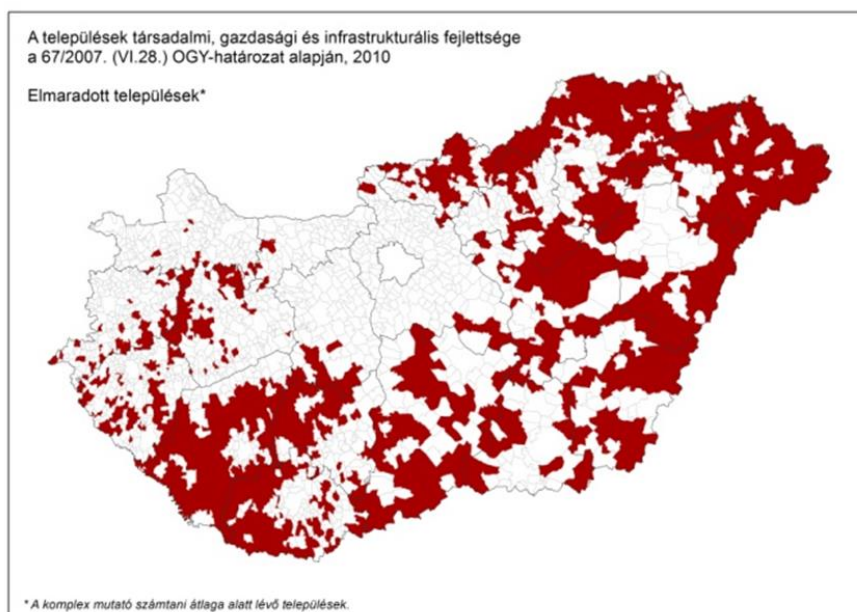 A települések társadalmi, gazdasági és infrastrukturális fejlettsége
a 67/2007. (VI.28.) OGY-határozat alapján, 2010
Elmaradott települések*
* A komplex mutató számtani átlaga alatt lévő települések.